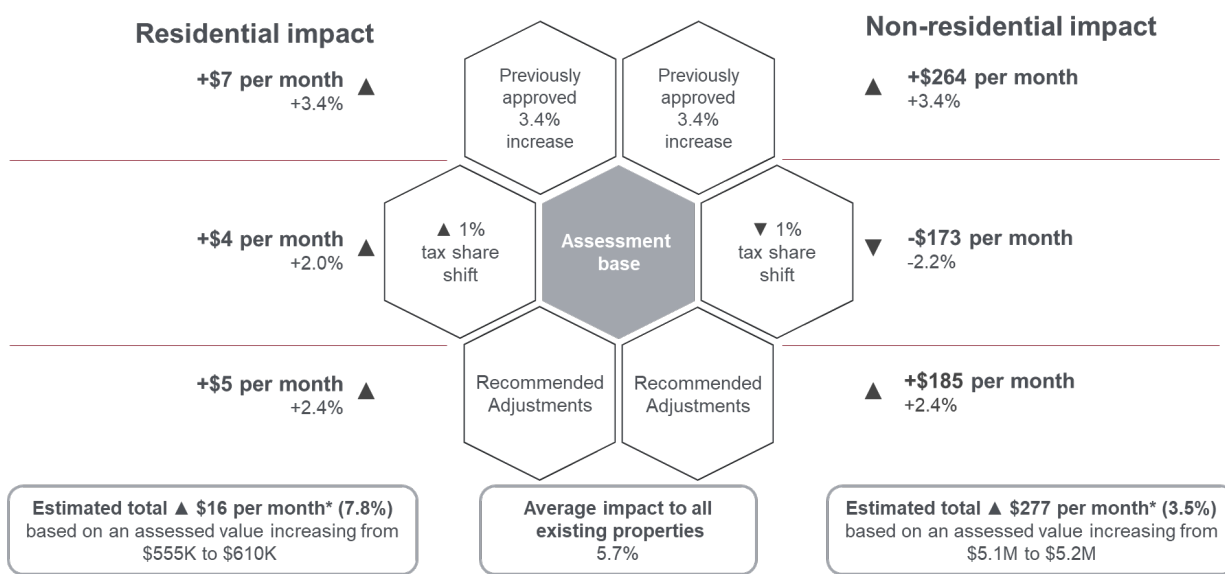 Residential impact
Non-residential impact
+$7 per month ▲
+3.4%
Previously
approved
3.4%
increase
Previously
approved
3.4%
increase
▲ +$264 per month
+3.4%
+$4 per month ▲
+2.0%
▲ 1%
tax share
shift
Assessment
base
▼ 1%
tax share
shift
▼ -$173 per month
-2.2%
+$5 per month ▲
+2.4%
Recommended
Adjustments
Recommended
Adjustments
▲ +$185 per month
+2.4%
Estimated total ▲ $16 per month* (7.8%)
based on an assessed value increasing from
$555K to $610K
Average impact to all
existing properties
5.7%
Estimated total ▲ $277 per month* (3.5%)
based on an assessed value increasing from
$5.1M to $5.2M